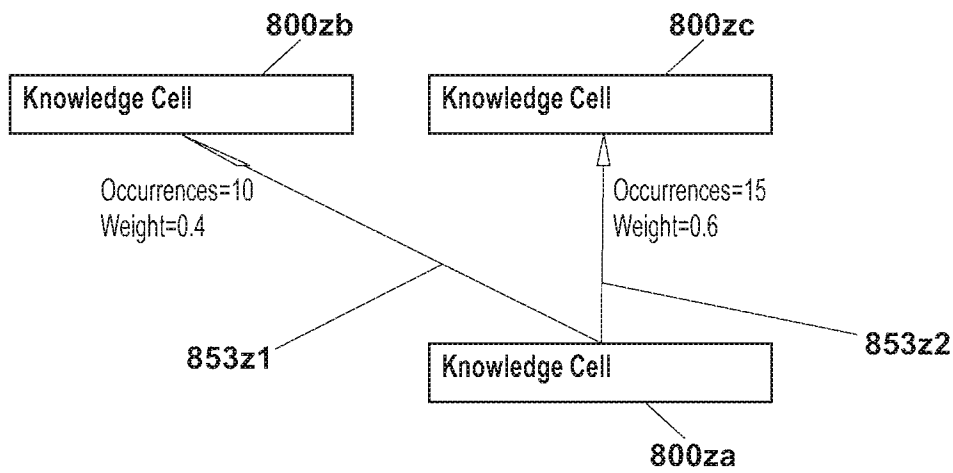 800zb
800zc
Knowledge Cell
Knowledge Cell
Occurrences=10
Weight=0.4
Occurrences=15
Weight=0.6
853z1
853z2
Knowledge Cell
800za